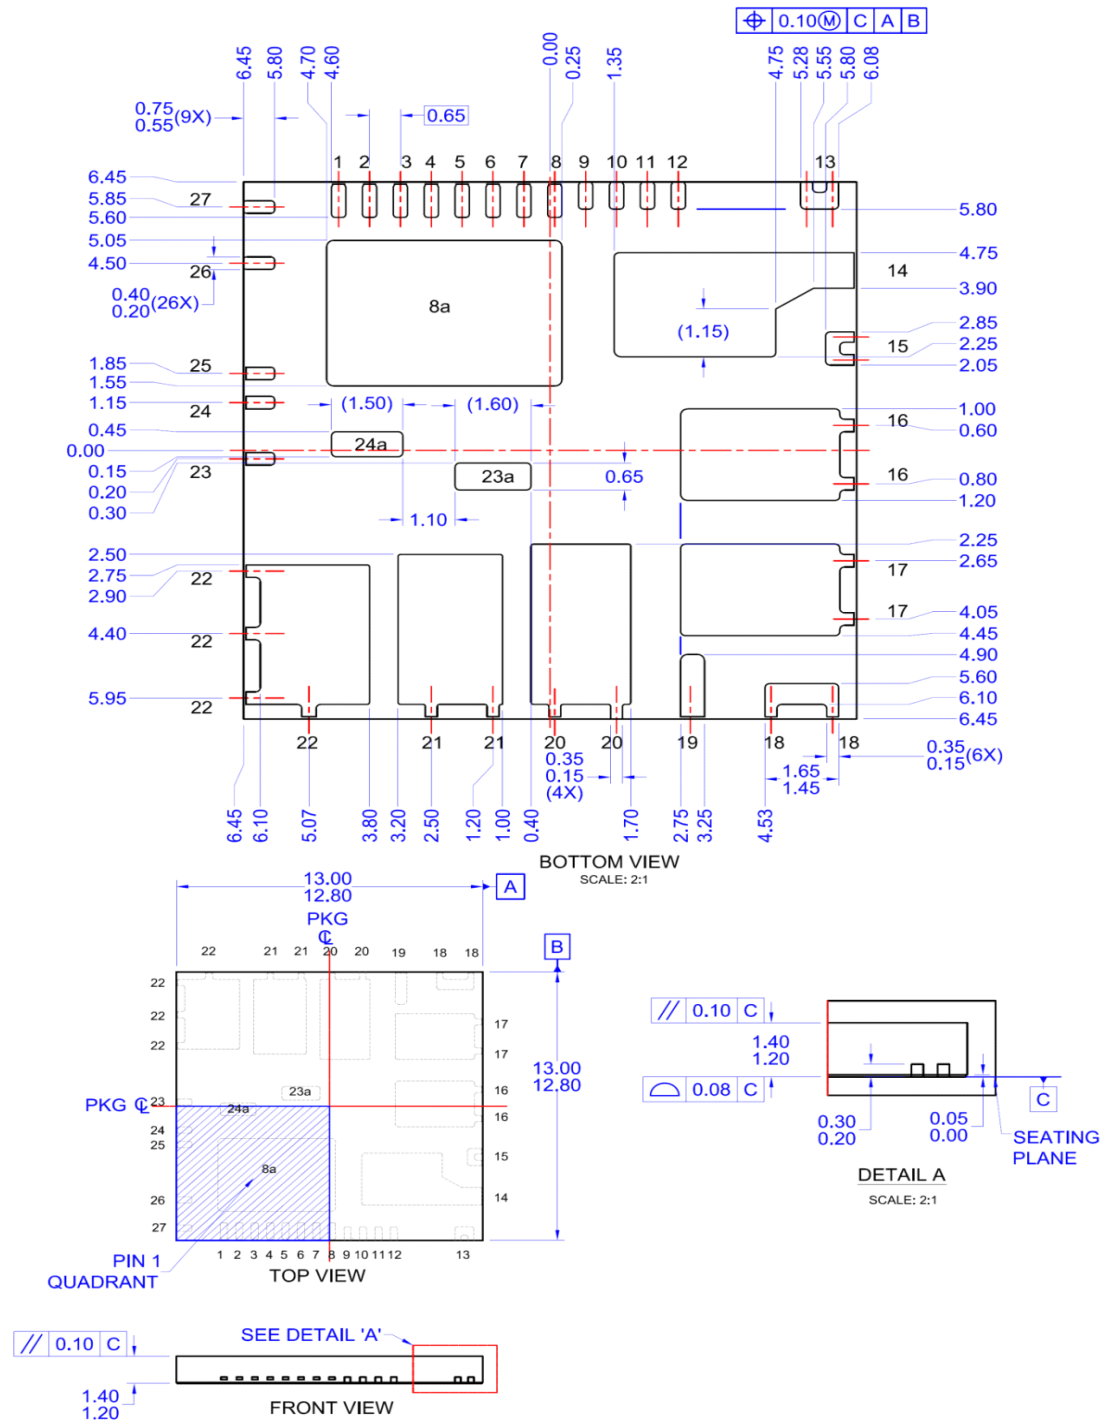 0.10Ⓜ C A B
6.45 5.80 4.70 4.60 0.00 0.25 1.35 4.75 5.28 5.55 5.80 6.08
0.75
0.55 (9X)
0.65
1 2 3 4 5 6 7 8 9 10 11 12 13
6.45
5.85
5.60
5.05
4.50
0.40
0.20 (26X)
1.85
1.55
1.15
0.45
0.00
0.15
0.20
0.30
2.50
2.75
2.90
4.40
5.95
27
26
25
24
23
22
22
22
8a
(1.15)
(1.50) (1.60)
24a
23a
0.65
1.10
14
15
16
16
17
17
5.80
4.75
3.90
2.85
2.25
2.05
1.00
0.60
0.80
1.20
2.25
2.65
4.05
4.45
4.90
5.60
6.10
6.45
22 21 21 20 20 19 18 18
0.35
0.15
(4X)
0.35
0.15 (6X)
1.65
1.45
6.45 6.10 5.07 3.80 3.20 2.50 1.20 1.00 0.40 1.70 2.75 3.25 4.53
BOTTOM VIEW
SCALE: 2:1
13.00
12.80
A
PKG
℄
B
22 21 21 20 20 19 18 18
22
22
22
23
24
25
26
27
17
17
16
16
15
14
23a
24a
8a
PKG ℄
13.00
12.80
1 2 3 4 5 6 7 8 9 10 11 12 13
PIN 1
QUADRANT
TOP VIEW
// 0.10 C
1.40
1.20
⌓ 0.08 C
0.30
0.20
0.05
0.00
C
SEATING
PLANE
DETAIL A
SCALE: 2:1
SEE DETAIL 'A'
// 0.10 C
1.40
1.20
FRONT VIEW